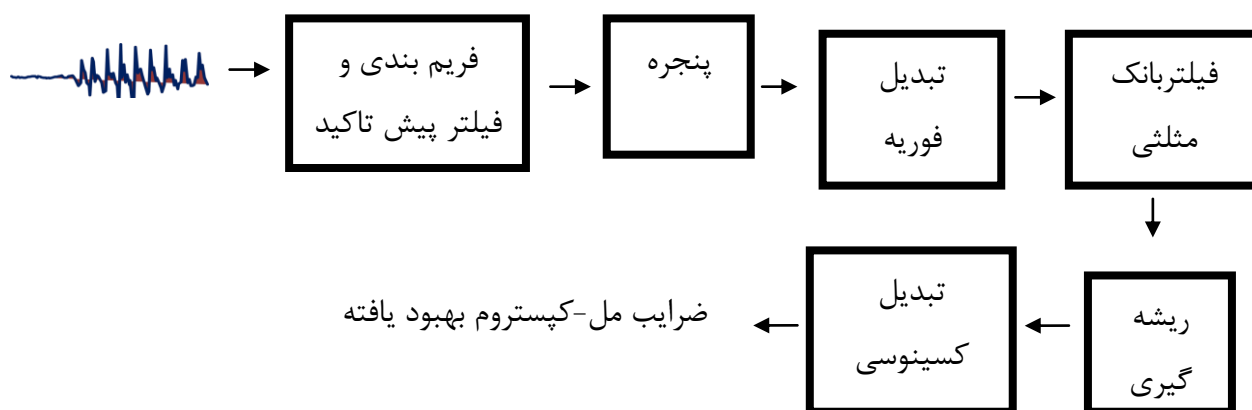 فریم بندی و
فیلتر پیش تاکید
پنجره
تبدیل
فوریه
فیلتربانک
مثلثی
ریشه
گیری
تبدیل
کسینوسی
ضرایب مل-کپستروم بهبود یافته